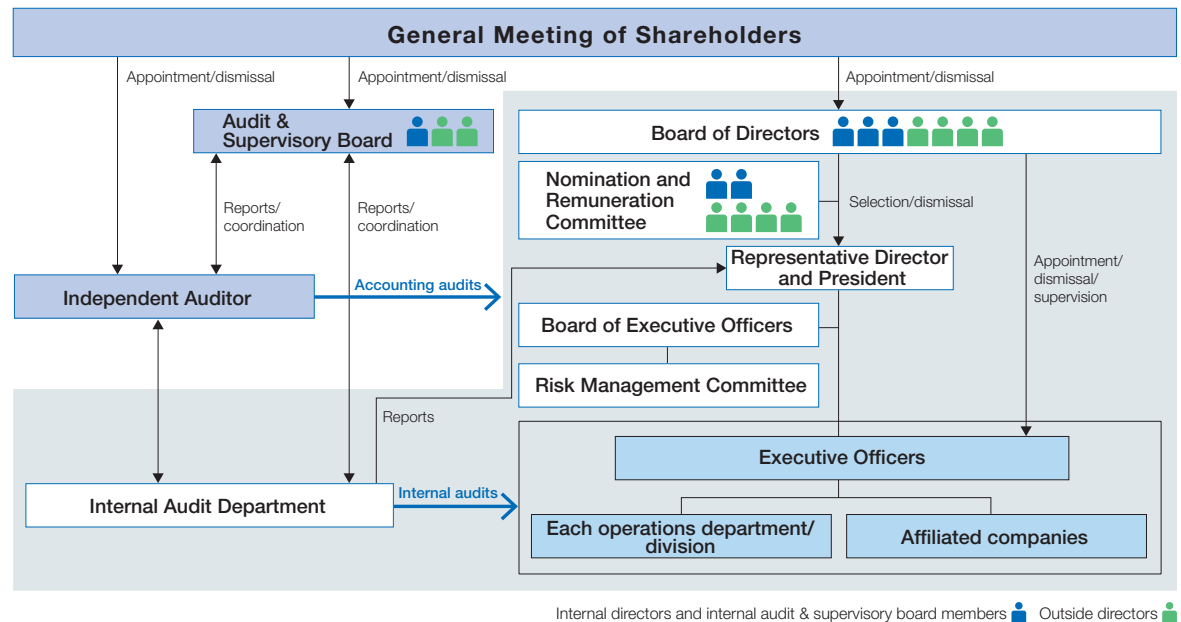 General Meeting of Shareholders
Appointment/dismissal
Appointment/dismissal
Appointment/dismissal
Audit &
Supervisory Board
Board of Directors
Nomination and
Remuneration
Committee
Selection/dismissal
Reports/
coordination
Reports/
coordination
Representative Director
and President
Appointment/
dismissal/
supervision
Independent Auditor
Accounting audits
Board of Executive Officers
Risk Management Committee
Reports
Executive Officers
Internal Audit Department
Internal audits
Each operations department/
division
Affiliated companies
Internal directors and internal audit & supervisory board members
Outside directors